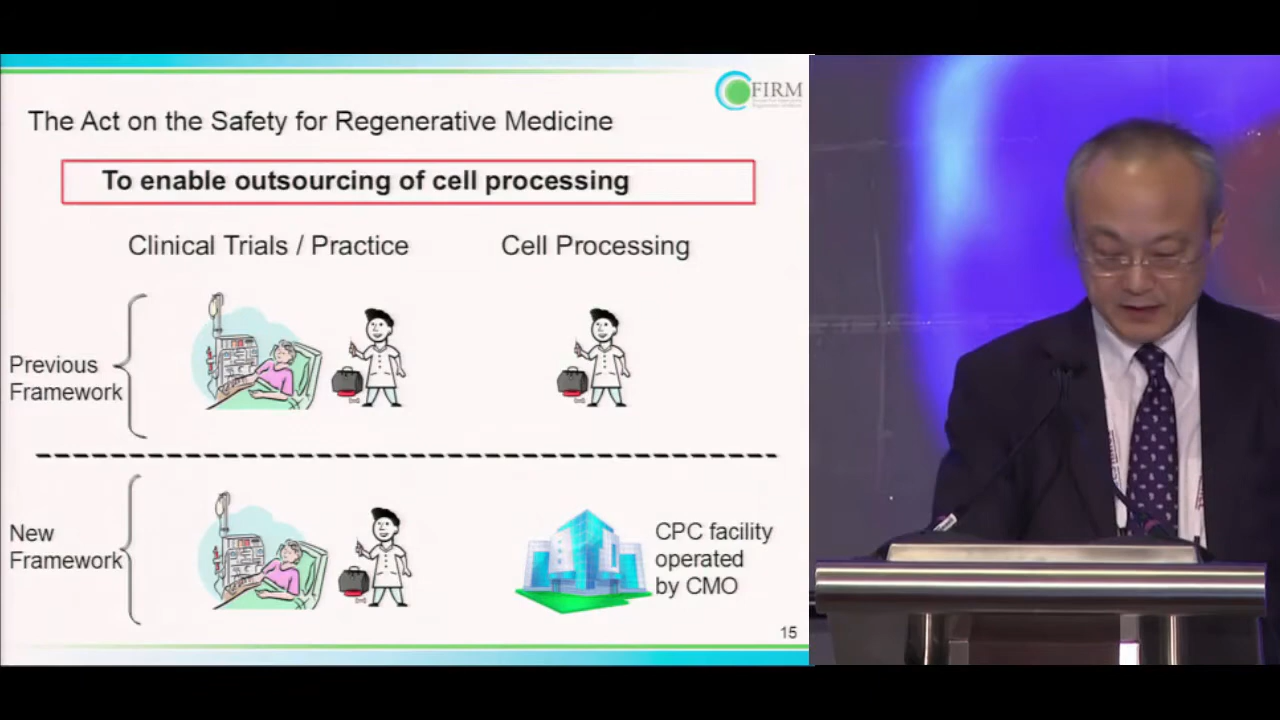 FIRM
The Act on the Safety for Regenerative Medicine
To enable outsourcing of cell processing
Clinical Trials / Practice
Cell Processing
Previous
Framework
New
Framework
CPC facility
operated
by CMO
15